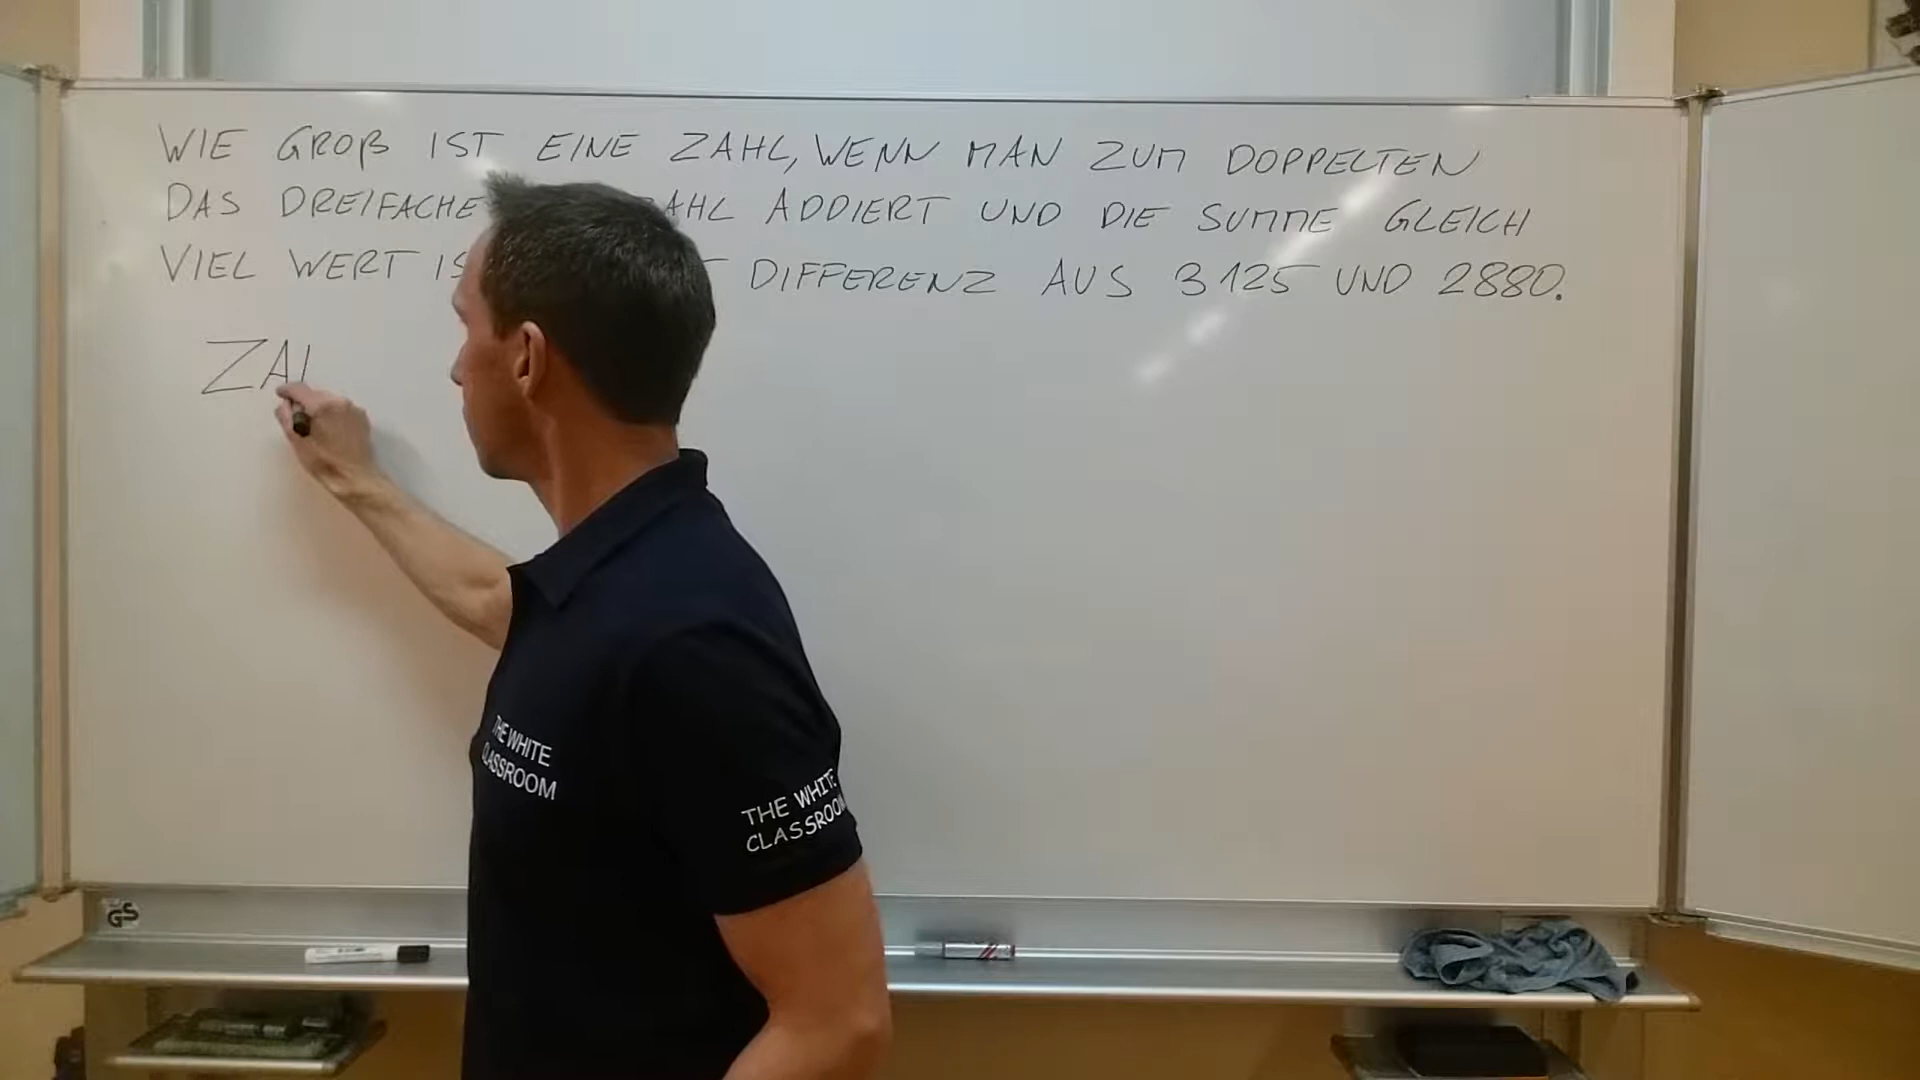 WIE GROß IST EINE ZAHL, WENN MAN ZUM DOPPELTEN
DAS DREIFACHE AHL ADDIERT UND DIE SUMME GLEICH
VIEL WERT IS DIFFERENZ AUS 3125 UND 2880.
ZAH
THE WHITE
CLASSROOM
THE WHITE
CLASSROOM
GS